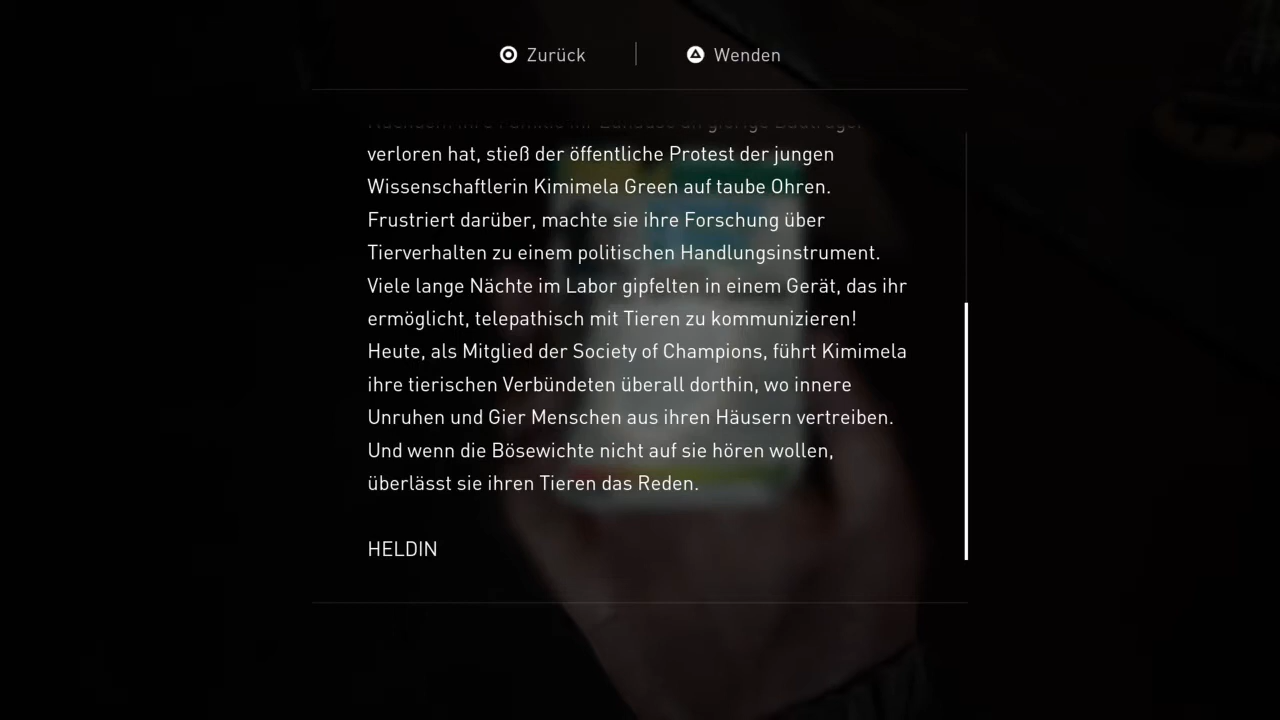 Zurück
Wenden
verloren hat, stieß der öffentliche Protest der jungen
Wissenschaftlerin Kimimela Green auf taube Ohren.
Frustriert darüber, machte sie ihre Forschung über
Tierverhalten zu einem politischen Handlungsinstrument.
Viele lange Nächte im Labor gipfelten in einem Gerät, das ihr
ermöglicht, telepathisch mit Tieren zu kommunizieren!
Heute, als Mitglied der Society of Champions, führt Kimimela
ihre tierischen Verbündeten überall dorthin, wo innere
Unruhen und Gier Menschen aus ihren Häusern vertreiben.
Und wenn die Bösewichte nicht auf sie hören wollen,
überlässt sie ihren Tieren das Reden.
HELDIN